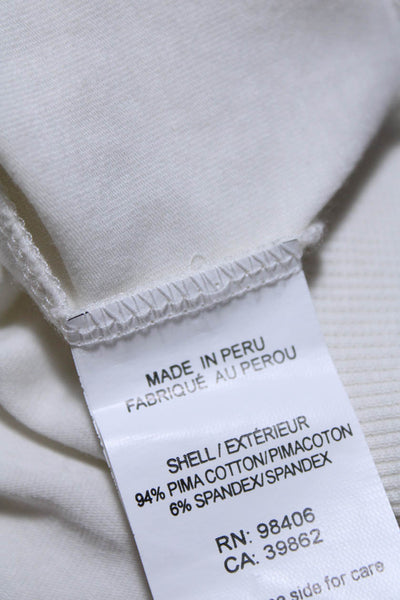 MADE IN PERU
FABRIQUÉ AU PEROU
SHELL/EXTÉRIEUR
94% PIMA COTTON/PIMACOTON
6% SPANDEX/SPANDEX
RN: 98406
CA: 39862
side for care